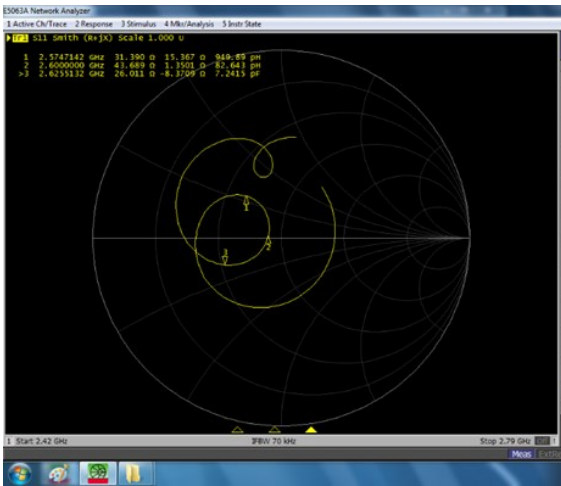 E5063A Network Analyzer
1 Active Ch/Trace 2 Response 3 Stimulus 4 Mkr/Analysis 5 Instr State
Tr1 S11 Smith (R+jX) Scale 1.000 U
1 2.5747142 GHz 31.390 Ω 15.367 Ω 949.89 pH
2 2.6000000 GHz 43.689 Ω 1.3501 Ω 82.643 pH
>3 2.6255132 GHz 26.011 Ω -8.3709 Ω 7.2415 pF
1
2
3
1 Start 2.42 GHz IFBW 70 kHz Stop 2.79 GHz Off
Meas